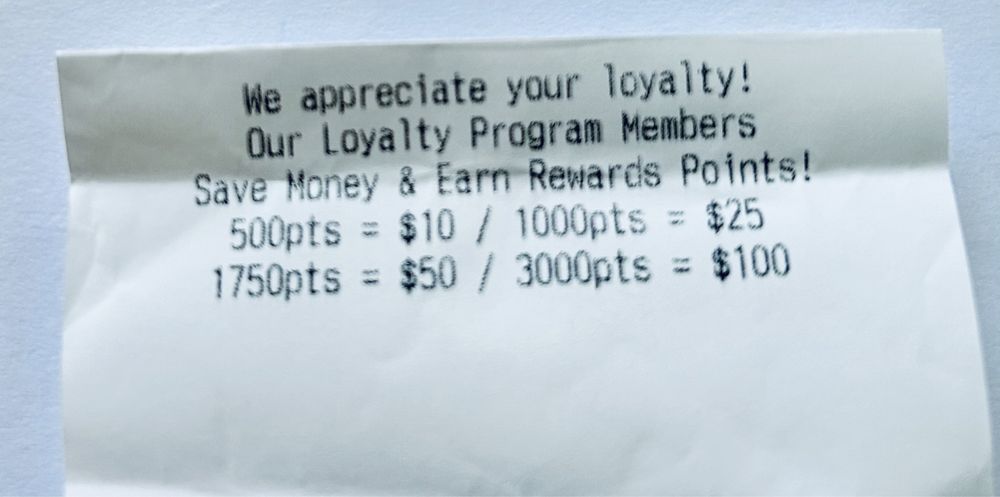 We appreciate your loyalty!
Our Loyalty Program Members
Save Money & Earn Rewards Points!
500pts = $10 / 1000pts = $25
1750pts = $50 / 3000pts = $100